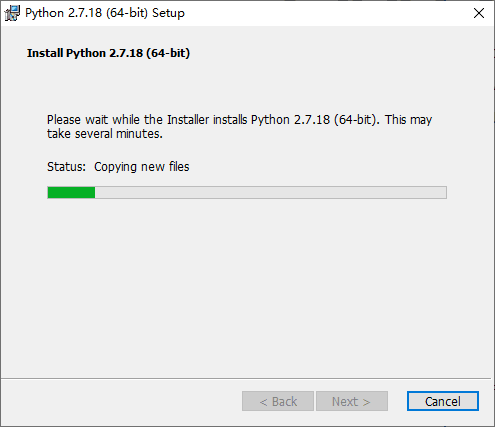 Python 2.7.18 (64-bit) Setup
Install Python 2.7.18 (64-bit)
Please wait while the Installer installs Python 2.7.18 (64-bit). This may
take several minutes.
Status: Copying new files
< Back Next > Cancel